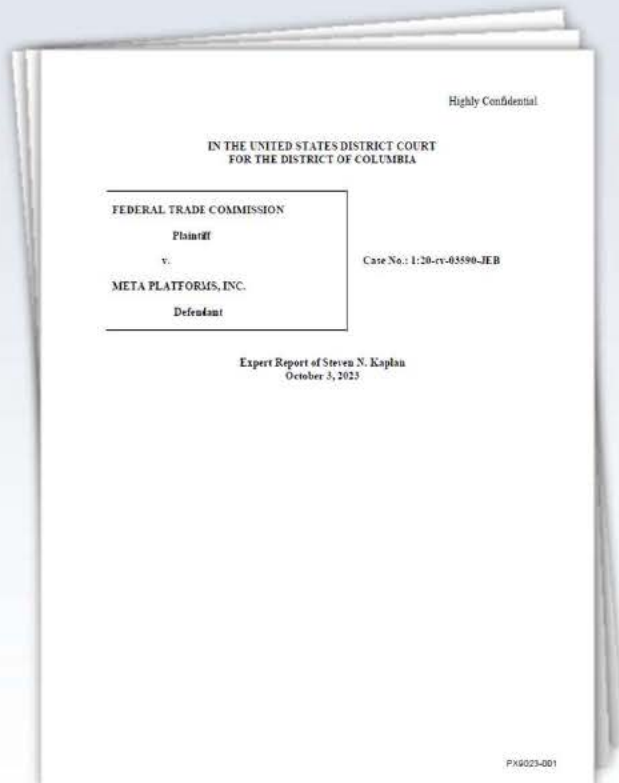 Highly Confidential
IN THE UNITED STATES DISTRICT COURT
FOR THE DISTRICT OF COLUMBIA
FEDERAL TRADE COMMISSION
Plaintiff
v.
META PLATFORMS, INC.
Defendant
Case No.: 1:20-cv-03590-JEB
Expert Report of Steven N. Kaplan
October 3, 2023
PX9023-001